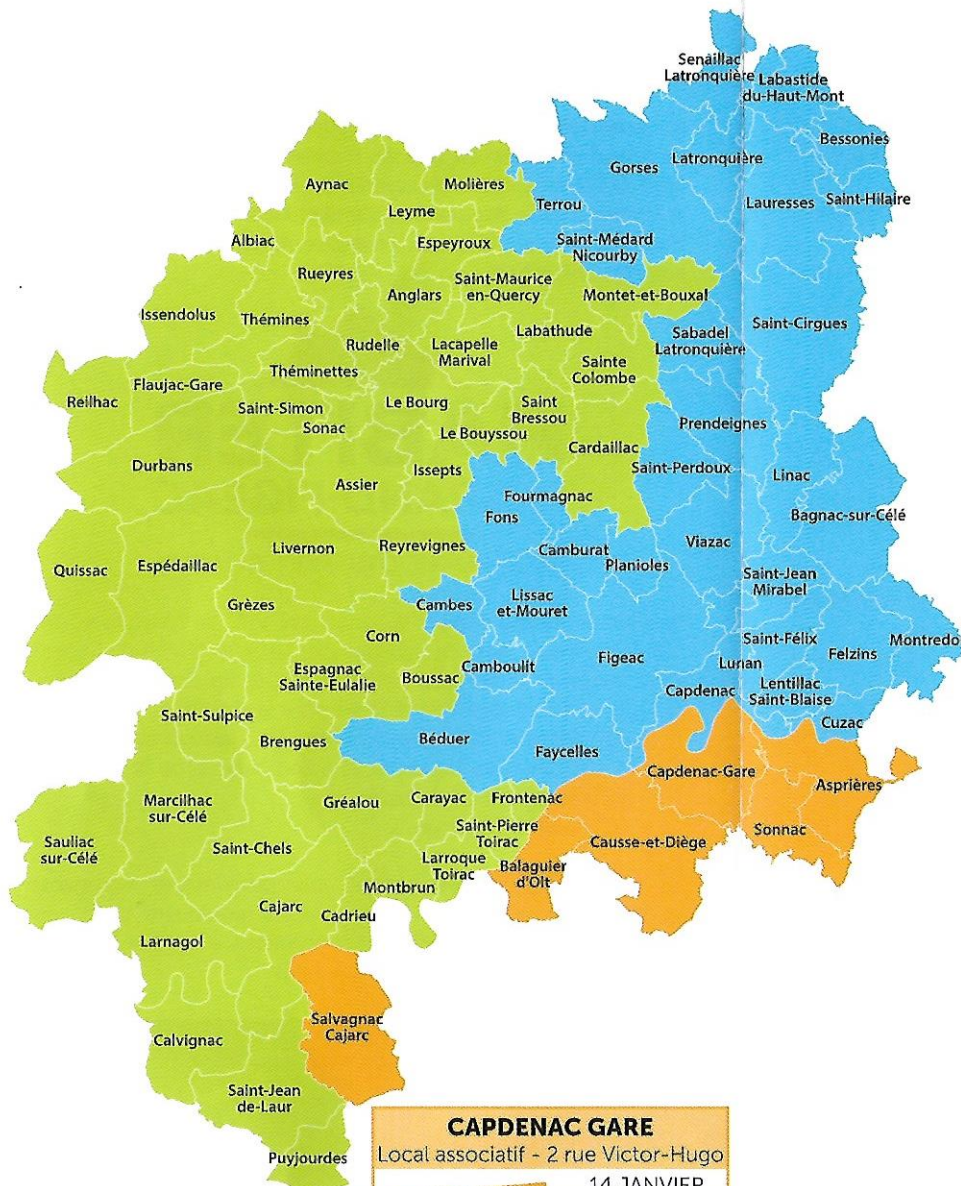 Senaillac
Latronquière
Labastide
du-Haut-Mont
Bessonies
Gorses
Latronquière
Aynac
Molières
Terrou
Lauresses
Saint-Hilaire
Leyme
Albiac
Espeyroux
Saint-Médard
Nicourby
Rueyres
Saint-Maurice
en-Quercy
Anglars
Montet-et-Bouxal
Issendolus
Thémines
Saint-Cirgues
Labathude
Sabadel
Latronquière
Rudelle
Lacapelle
Marival
Sainte
Colombe
Théminettes
Flaujac-Gare
Reilhac
Saint-Simon
Le Bourg
Saint
Bressou
Sonac
Prendeignes
Le Bouyssou
Cardaillac
Durbans
Assier
Issepts
Saint-Perdoux
Linac
Fourmagnac
Fons
Bagnac-sur-Célé
Livernon
Reyrevignes
Camburat
Viazac
Quissac
Espédaillac
Planioles
Saint-Jean
Mirabel
Grèzes
Cambes
Lissac
et-Mouret
Corn
Saint-Félix
Montredo
Espagnac
Sainte-Eulalie
Boussac
Camboulit
Figeac
Lunan
Felzins
Capdenac
Lentillac
Saint-Blaise
Saint-Sulpice
Cuzac
Brengues
Béduer
Faycelles
Capdenac-Gare
Asprières
Marcilhac
sur-Célé
Gréalou
Carayac
Frontenac
Sauliac
sur-Célé
Saint-Chels
Saint-Pierre
Toirac
Causse-et-Diège
Sonnac
Larroque
Toirac
Balaguier
d'Olt
Montbrun
Cajarc
Cadrieu
Larnagol
Salvagnac
Cajarc
Calvignac
Saint-Jean
de-Laur
Puyjourdes
CAPDENAC GARE
Local associatif - 2 rue Victor-Hugo
14 JANVIER